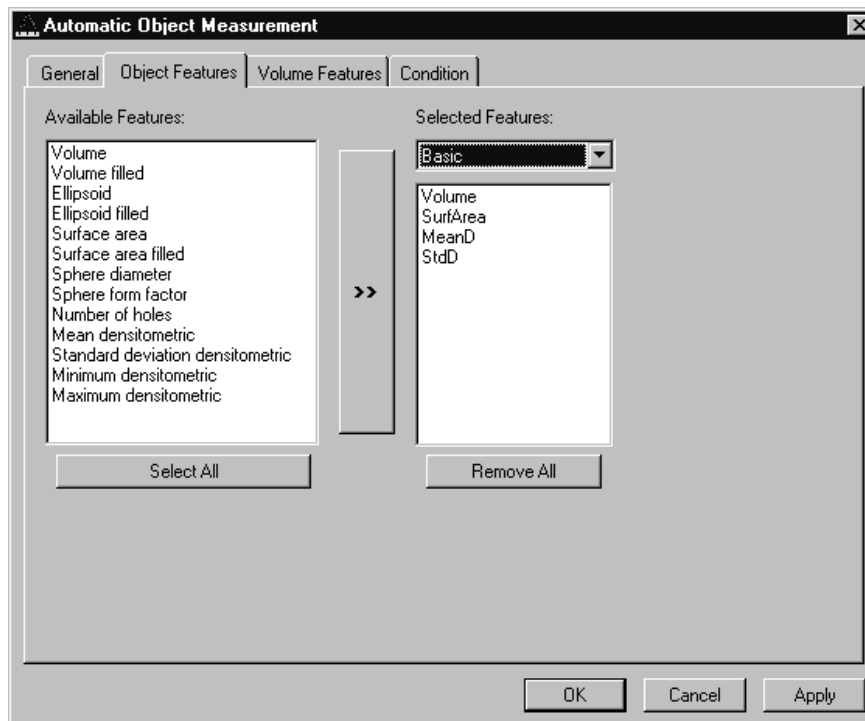 Automatic Object Measurement
General
Object Features
Volume Features
Condition
Available Features:
Volume
Volume filled
Ellipsoid
Ellipsoid filled
Surface area
Surface area filled
Sphere diameter
Sphere form factor
Number of holes
Mean densitometric
Standard deviation densitometric
Minimum densitometric
Maximum densitometric
Select All
>>
Selected Features:
Basic
Volume
SurfArea
MeanD
StdD
Remove All
OK
Cancel
Apply